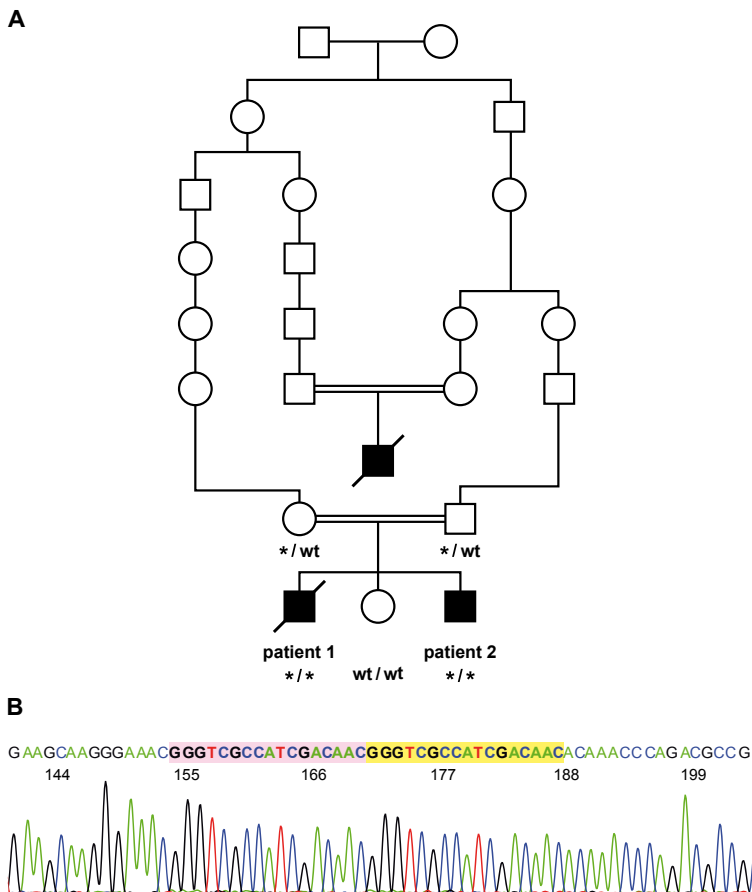 A
*/wt
*/wt
patient 1
patient 2
*/*
wt/wt
*/*
B
GAAGCAAGGGAAACGGGTCGCCATCGACAACGGGTCGCCATCGACAACACAAACCCAGACGCCG
144 155 166 177 188 199